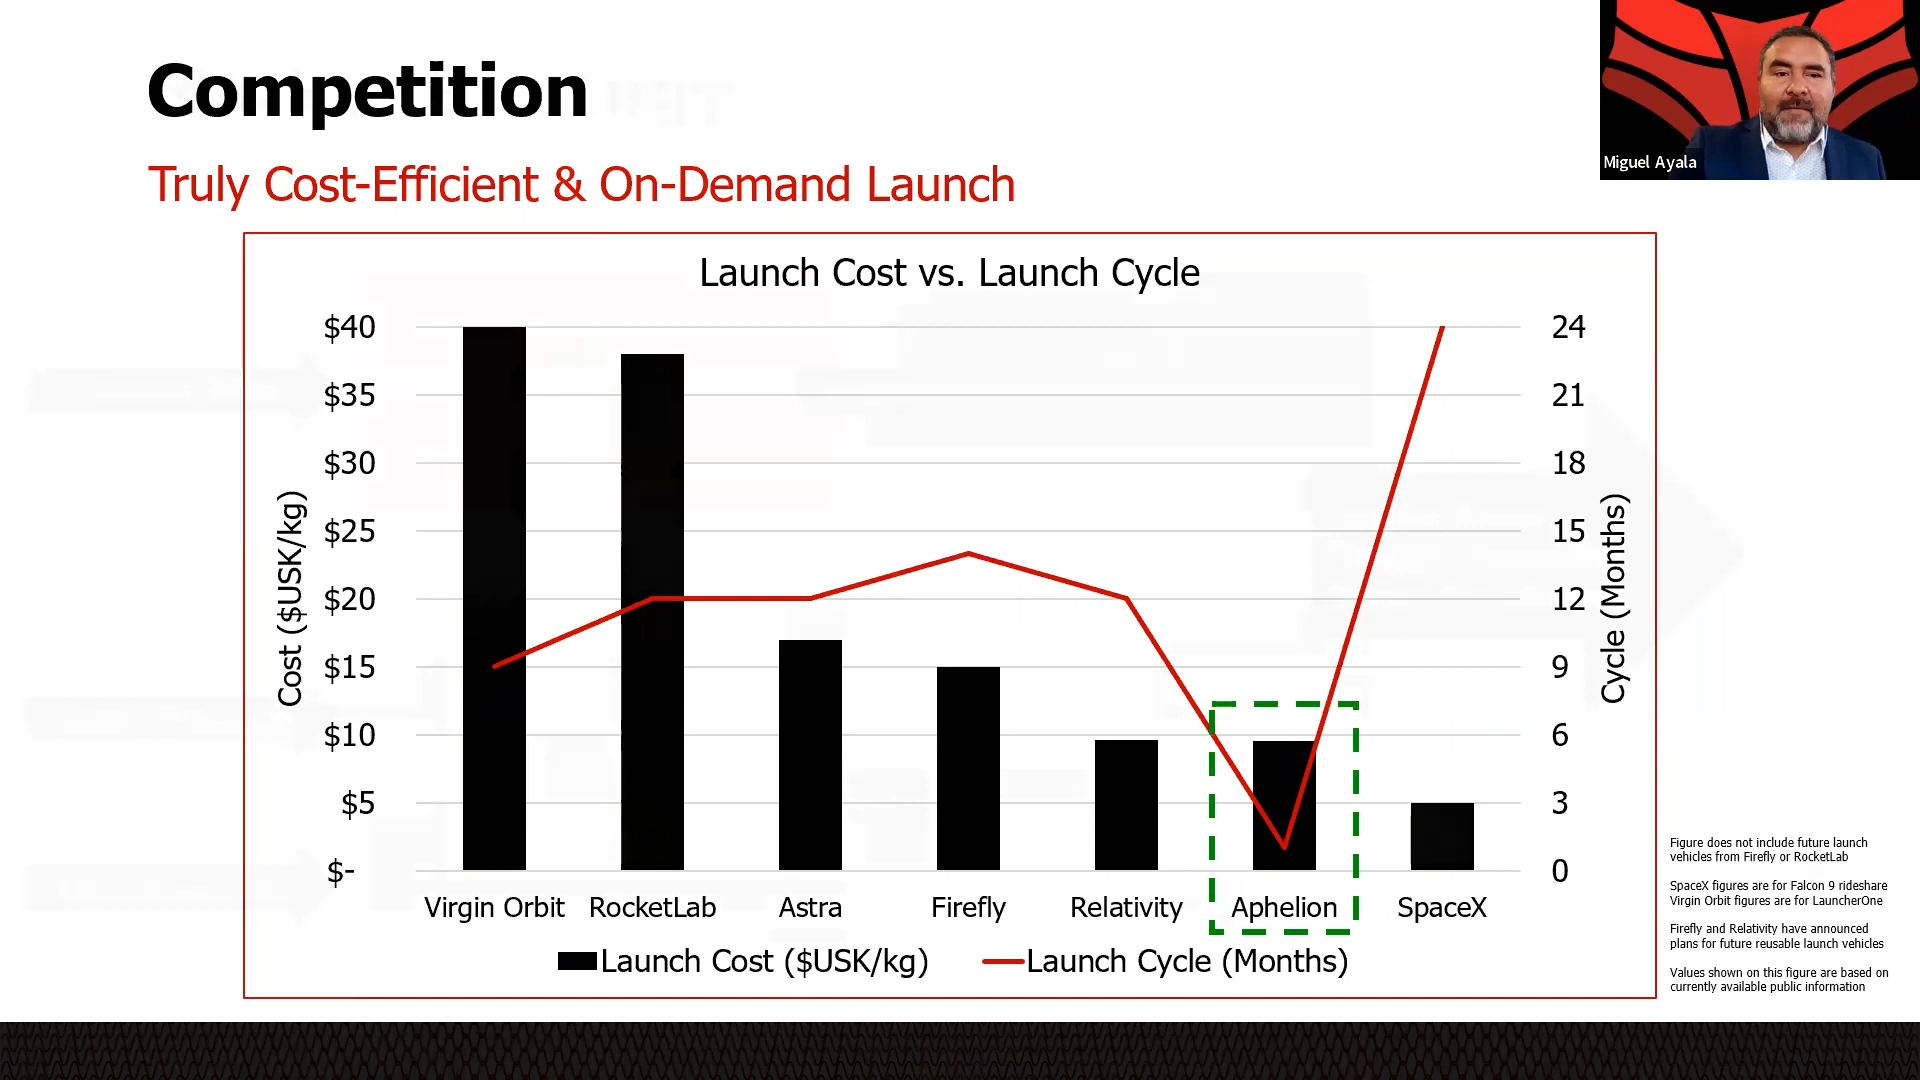 Competition
Truly Cost-Efficient & On-Demand Launch
Miguel Ayala
Launch Cost vs. Launch Cycle
$40
$35
$30
$25
$20
$15
$10
$5
$-
Cost ($USK/kg)
24
21
18
15
12
9
6
3
0
Cycle (Months)
Virgin Orbit RocketLab Astra Firefly Relativity Aphelion SpaceX
Launch Cost ($USK/kg) Launch Cycle (Months)
Figure does not include future launch
vehicles from Firefly or RocketLab
SpaceX figures are for Falcon 9 rideshare
Virgin Orbit figures are for LauncherOne
Firefly and Relativity have announced
plans for future reusable launch vehicles
Values shown on this figure are based on
currently available public information